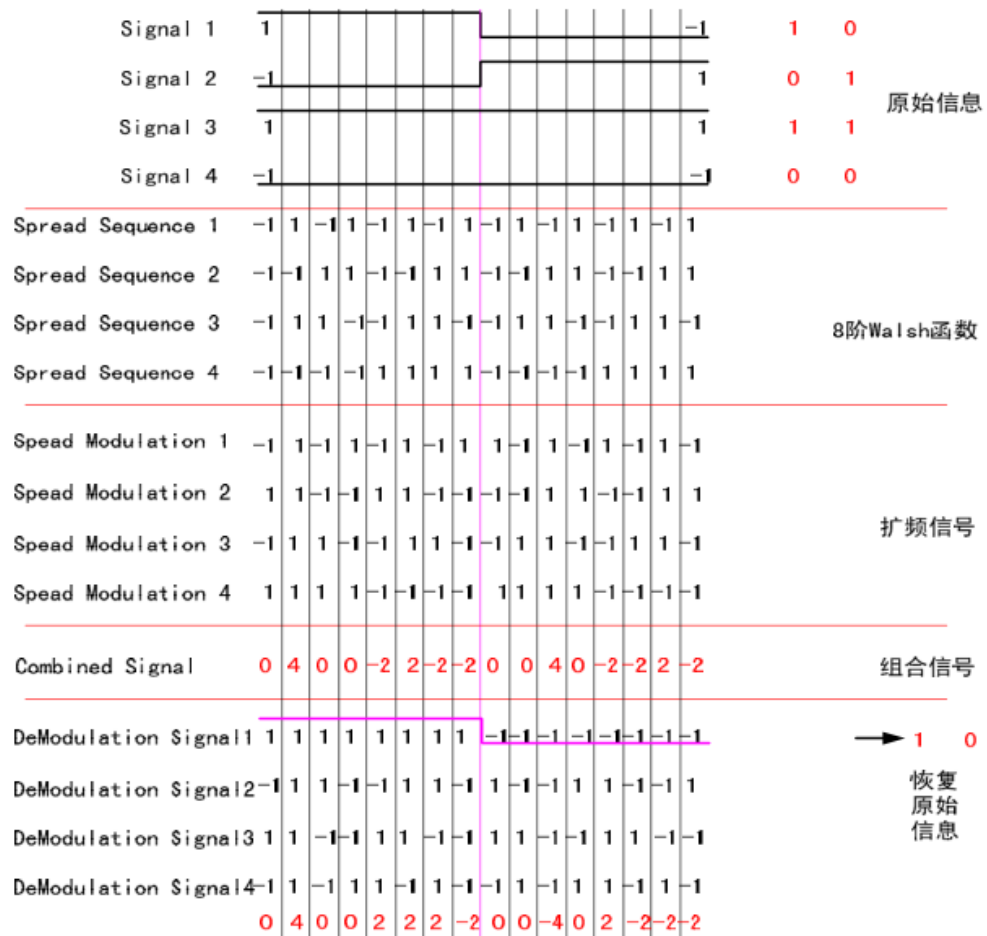 Signal 1 1 -1 1 0
Signal 2 -1 1 0 1
原始信息
Signal 3 1 1 1 1
Signal 4 -1 -1 0 0
Spread Sequence 1 -1 1 -1 1 -1 1 -1 1 -1 1 -1 1 -1 1 -1 1
Spread Sequence 2 -1 -1 1 1 -1 -1 1 1 -1 -1 1 1 -1 -1 1 1
Spread Sequence 3 -1 1 1 -1 -1 1 1 -1 -1 1 1 -1 -1 1 1 -1
8阶Walsh函数
Spread Sequence 4 -1 -1 -1 -1 1 1 1 1 -1 -1 -1 -1 1 1 1 1
Spead Modulation 1 -1 1 -1 1 -1 1 -1 1 1 -1 1 -1 1 -1 1 -1
Spead Modulation 2 1 1 -1 -1 1 1 -1 -1 -1 -1 1 1 -1 -1 1 1
扩频信号
Spead Modulation 3 -1 1 1 -1 -1 1 1 -1 -1 1 1 -1 -1 1 1 -1
Spead Modulation 4 1 1 1 1 -1 -1 -1 -1 1 1 1 1 -1 -1 -1 -1
Combined Signal 0 4 0 0 -2 2 -2 -2 0 0 4 0 -2 -2 2 -2 组合信号
DeModulation Signal1 1 1 1 1 1 1 1 1 -1 -1 -1 -1 -1 -1 -1 -1 1 0
DeModulation Signal2 -1 1 1 -1 -1 1 1 -1 1 -1 -1 1 1 -1 -1 1
恢复
原始
信息
DeModulation Signal3 1 1 -1 -1 1 1 -1 -1 1 1 -1 -1 1 1 -1 -1
DeModulation Signal4 -1 1 -1 1 1 -1 1 -1 -1 1 -1 1 1 -1 1 -1
0 4 0 0 2 2 2 -2 0 0 -4 0 2 -2 -2 -2